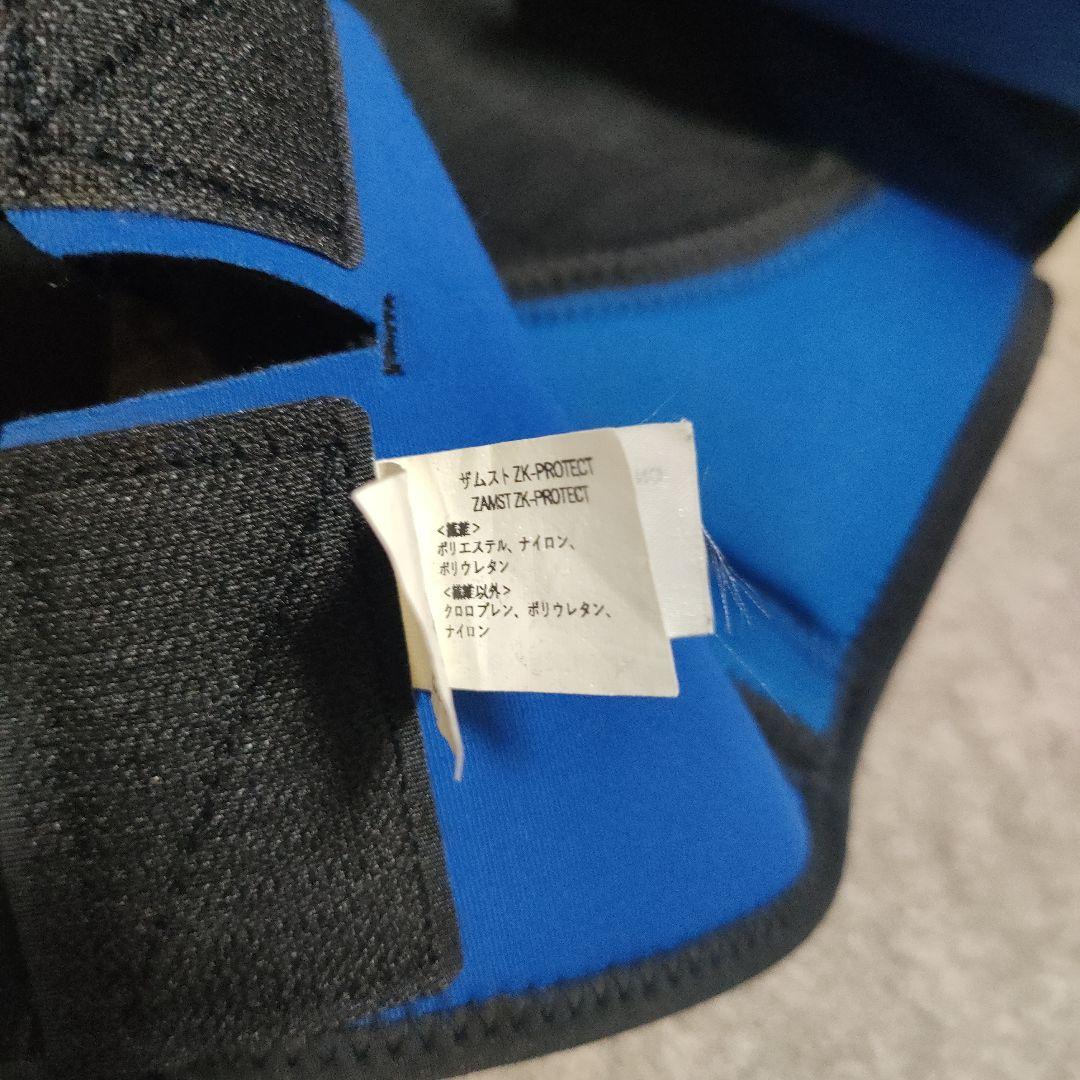 ザムスト ZK-PROTECT
ZAMST ZK-PROTECT
<繊維>
ポリエステル、ナイロン、
ポリウレタン
<繊維以外>
クロロプレン、ポリウレタン、
ナイロン